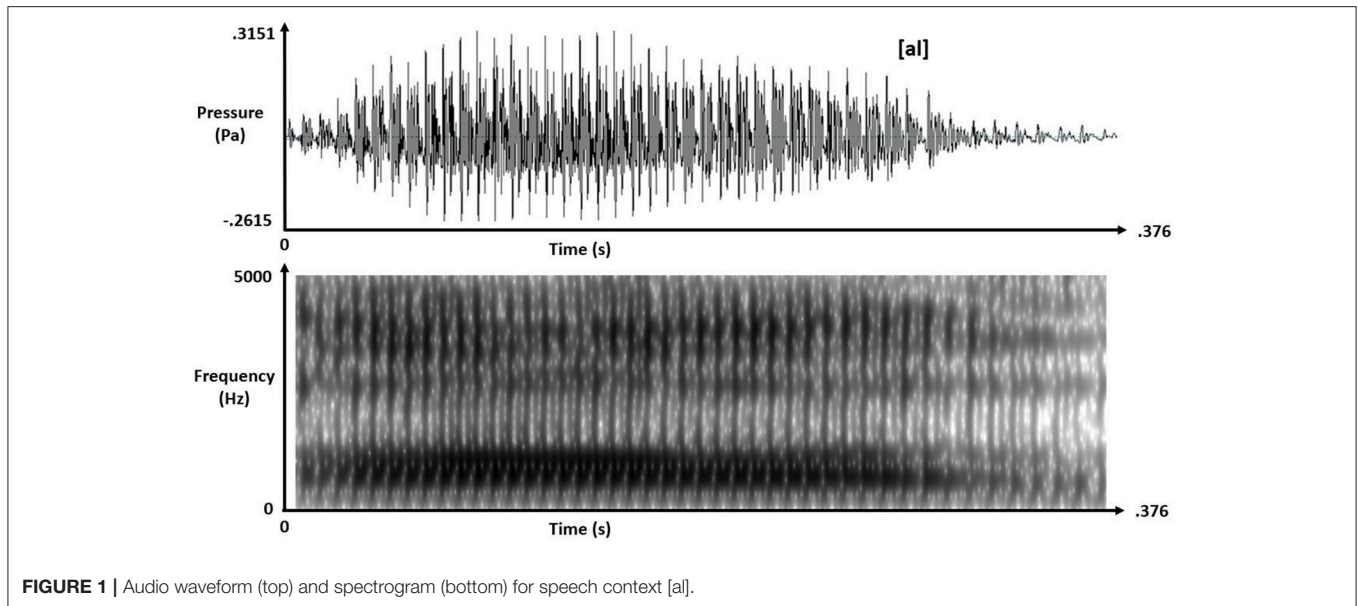 .3151
[al]
Pressure
(Pa)
-.2615
0
Time (s)
.376
5000
Frequency
(Hz)
0
0
Time (s)
.376
FIGURE 1 | Audio waveform (top) and spectrogram (bottom) for speech context [al].